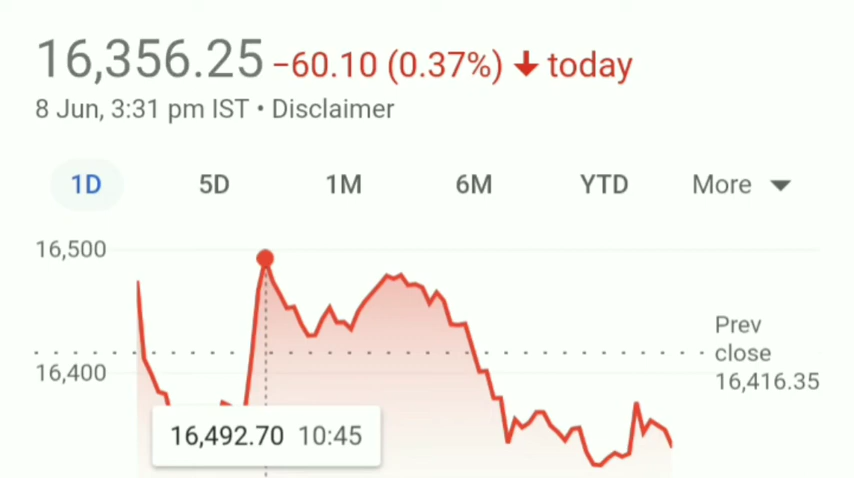 16,356.25 −60.10 (0.37%) ↓ today
8 Jun, 3:31 pm IST • Disclaimer
1D 5D 1M 6M YTD More
16,500
Prev
close
16,416.35
16,400
16,492.70 10:45